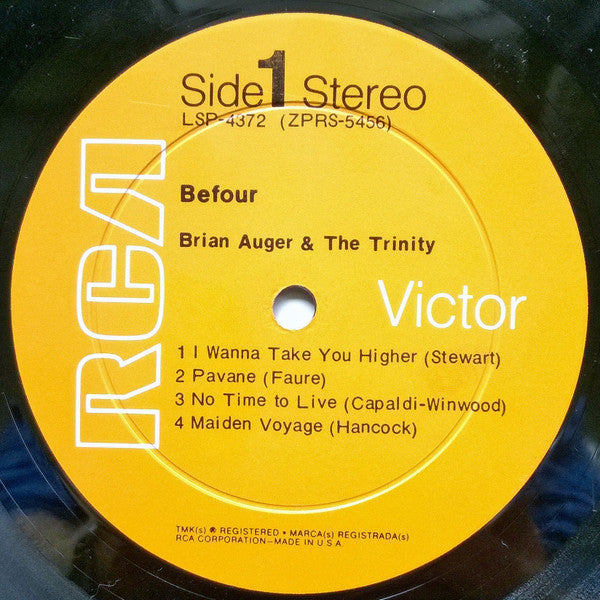 Side 1 Stereo
LSP-4372 (ZPRS-5456)
Befour
Brian Auger & The Trinity
RCA
Victor
1 I Wanna Take You Higher (Stewart)
2 Pavane (Faure)
3 No Time to Live (Capaldi-Winwood)
4 Maiden Voyage (Hancock)
TMK(s) ® REGISTERED • MARCA(s) REGISTRADA(s)
RCA CORPORATION—MADE IN U.S.A.